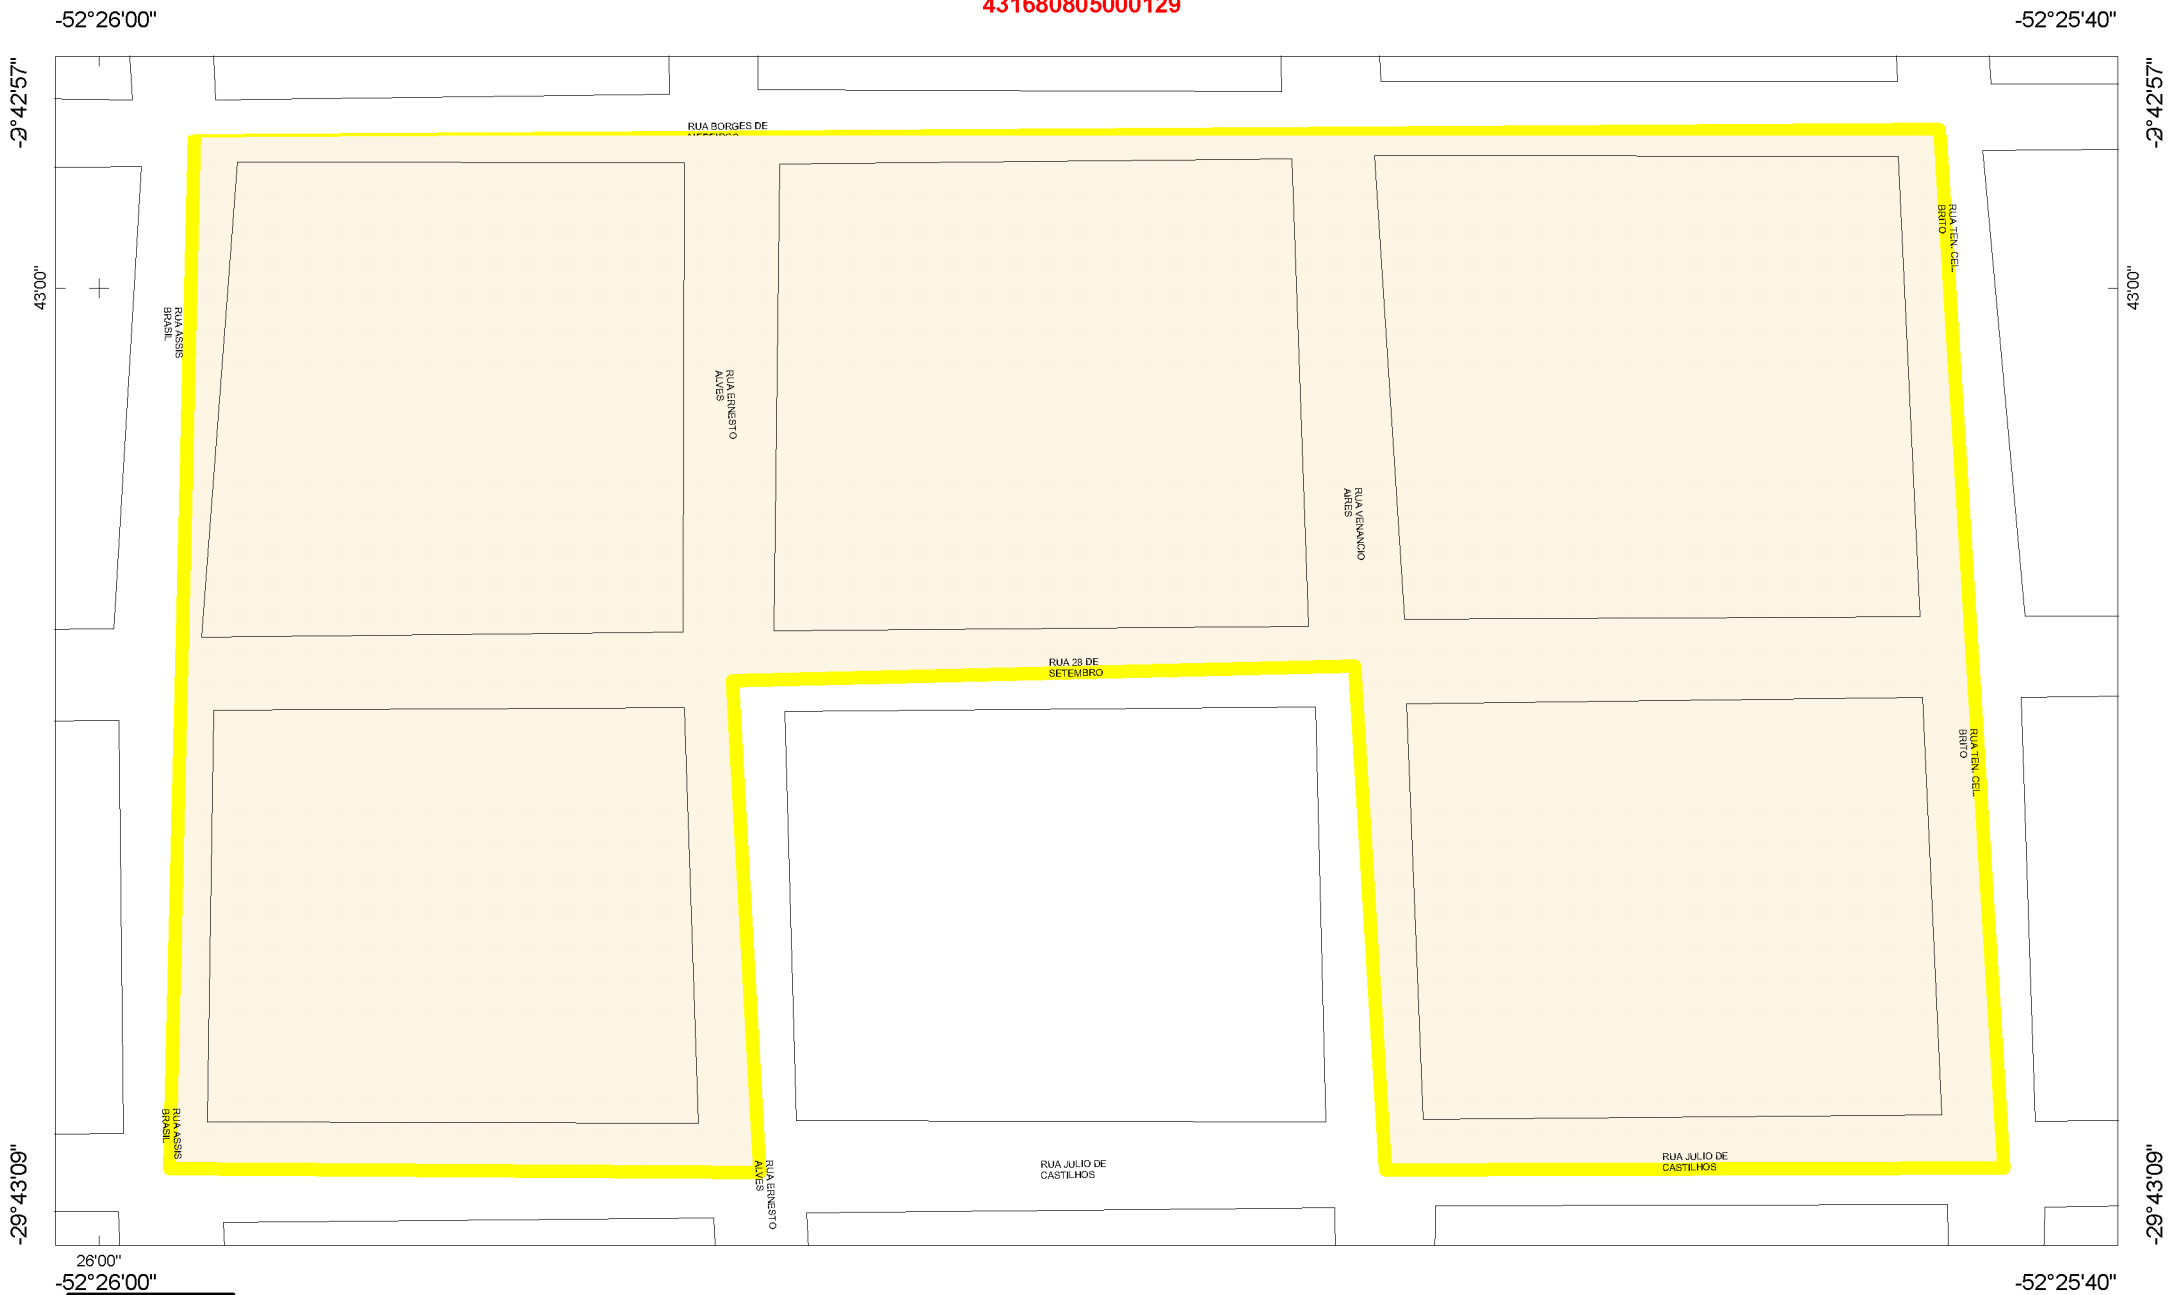 431680805000129
-52°26'00"
-52°25'40"
-2°42'57"
-2°42'57"
RUA BORGES DE
RUA TEN. CEL.
BRITO
43'0"
43'0"
RUA ASSIS
BRASIL
RUA ERNESTO
ALVES
RUA VENANCIO
AIRES
RUA 28 DE
SETEMBRO
RUA TEN. CEL.
BRITO
RUA ASSIS
BRASIL
RUA ERNESTO
ALVES
RUA JULIO DE
CASTILHOS
RUA JULIO DE
CASTILHOS
-29°43'09"
-29°43'09"
26'00"
-52°26'00"
-52°25'40"